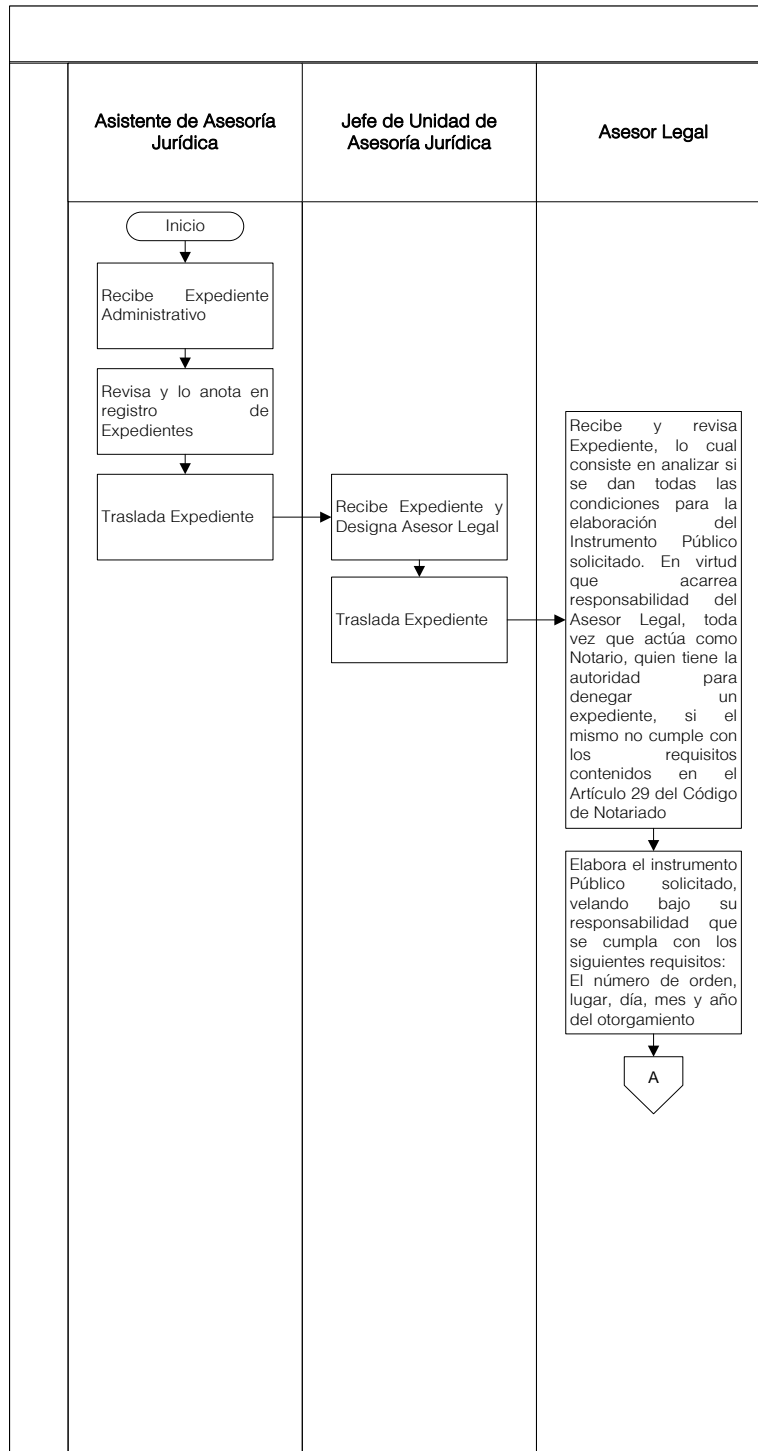 Asistente de Asesoría
Jurídica
Jefe de Unidad de
Asesoría Jurídica
Asesor Legal
Inicio
Recibe Expediente
Administrativo
Revisa y lo anota en
registro de
Expedientes
Traslada Expediente
Recibe Expediente y
Designa Asesor Legal
Traslada Expediente
Recibe y revisa
Expediente, lo cual
consiste en analizar si
se dan todas las
condiciones para la
elaboración del
Instrumento Público
solicitado. En virtud
que acarrea
responsabilidad del
Asesor Legal, toda
vez que actúa como
Notario, quien tiene la
autoridad para
denegar un
expediente, si el
mismo no cumple con
los requisitos
contenidos en el
Artículo 29 del Código
de Notariado
Elabora el instrumento
Público solicitado,
velando bajo su
responsabilidad que
se cumpla con los
siguientes requisitos:
El número de orden,
lugar, día, mes y año
del otorgamiento
A